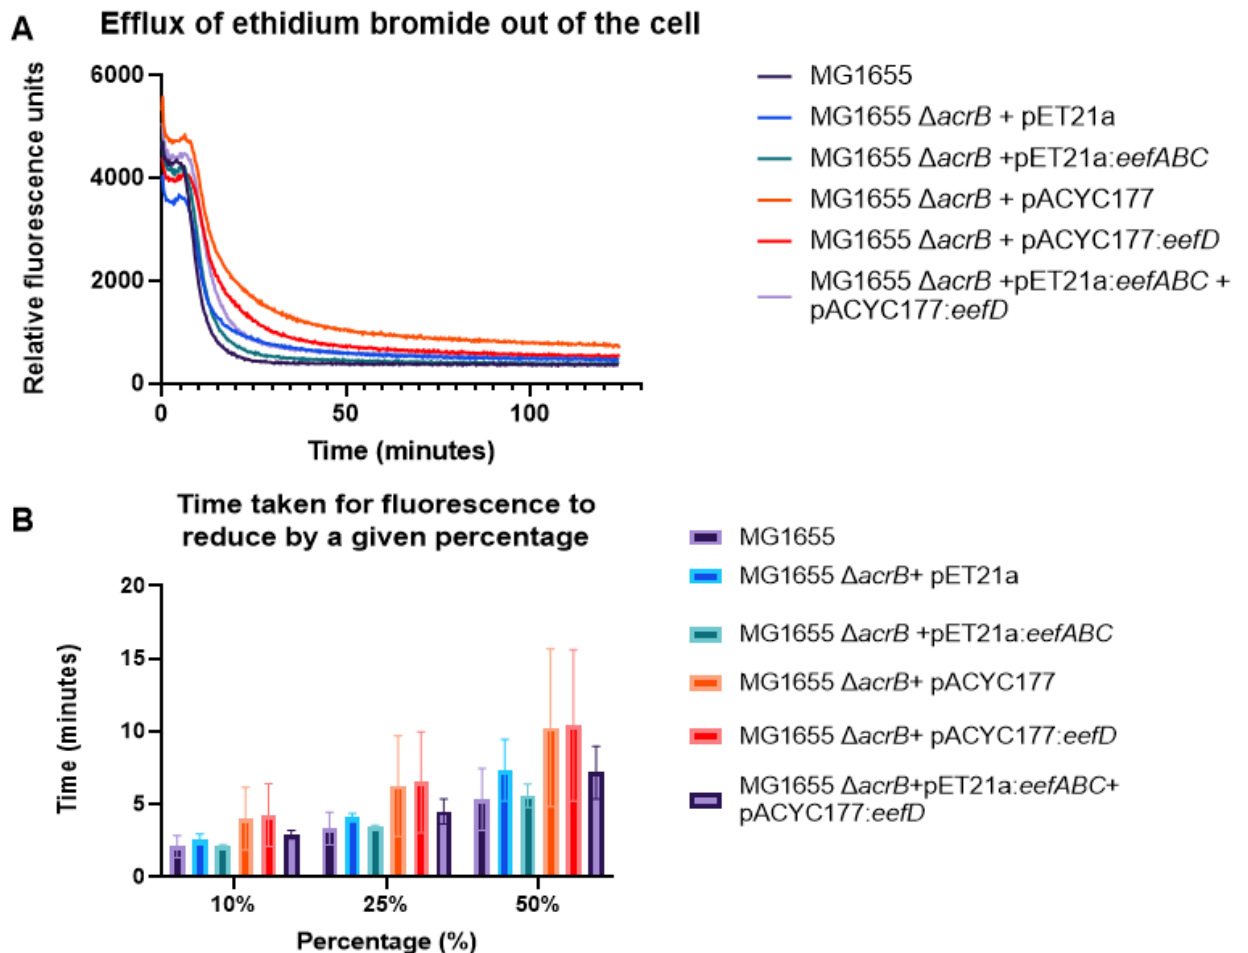 A
Efflux of ethidium bromide out of the cell
Relative fluorescence units
6000
4000
2000
0
0
50
100
Time (minutes)
MG1655
MG1655 ΔacrB + pET21a
MG1655 ΔacrB +pET21a:eefABC
MG1655 ΔacrB + pACYC177
MG1655 ΔacrB + pACYC177:eefD
MG1655 ΔacrB +pET21a:eefABC +
pACYC177:eefD
B
Time taken for fluorescence to
reduce by a given percentage
Time (minutes)
20
15
10
5
0
10%
25%
50%
Percentage (%)
MG1655
MG1655 ΔacrB+ pET21a
MG1655 ΔacrB +pET21a:eefABC
MG1655 ΔacrB+ pACYC177
MG1655 ΔacrB+ pACYC177:eefD
MG1655 ΔacrB+pET21a:eefABC+
pACYC177:eefD